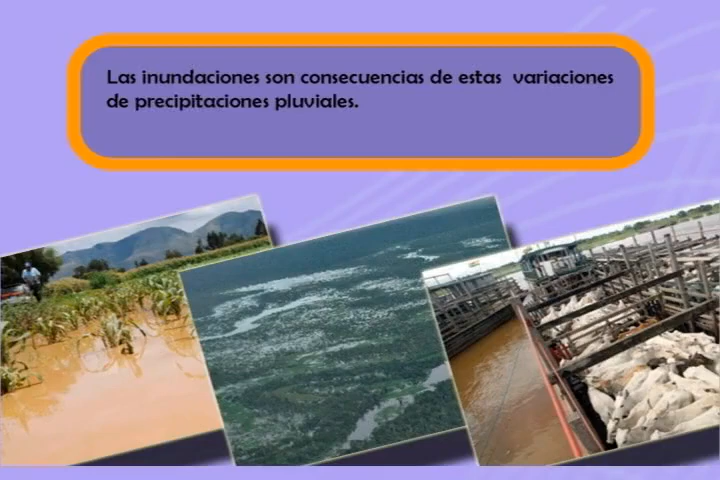 Las inundaciones son consecuencias de estas variaciones
de precipitaciones pluviales.